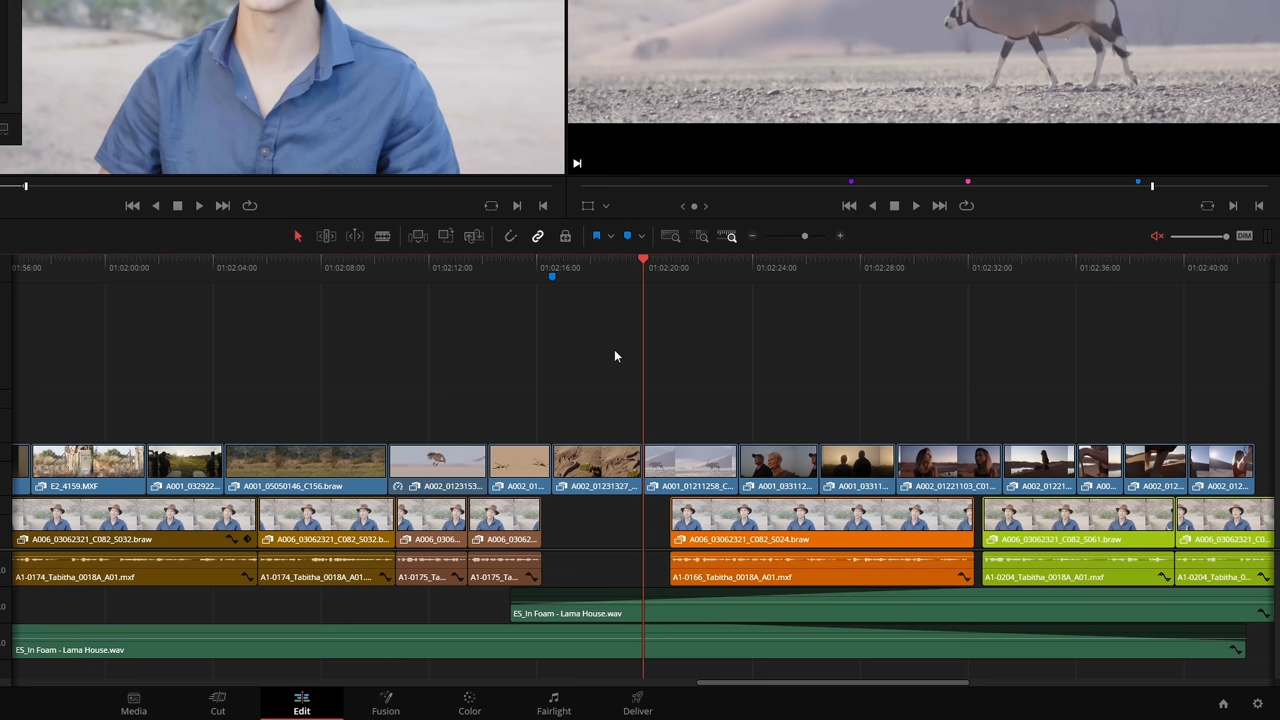 DIM
01:56:00 01:02:00:00 01:02:04:00 01:02:08:00 01:02:12:00 01:02:16:00 01:02:20:00 01:02:24:00 01:02:28:00 01:02:32:00 01:02:36:00 01:02:40:00
E2_4159.MXF A001_032922... A001_05050146_C156.braw A002_0123153... A002_01... A002_01231327_... A001_01211258_C... A001_033112... A001_03311... A002_01221103_C01... A002_01221... A00... A002_012... A002_012...
A006_03062321_C082_S032.braw A006_03062321_C082_S032.b... A006_0306... A006_03062... A006_03062321_C082_S024.braw A006_03062321_C082_S061.braw A006_03062321_C0...
A1-0174_Tabitha_0018A_A01.mxf A1-0174_Tabitha_0018A_A01.... A1-0175_Ta... A1-0175_Ta... A1-0166_Tabitha_0018A_A01.mxf A1-0204_Tabitha_0018A_A01.mxf A1-0204_Tabitha_0...
ES_In Foam - Lama House.wav
ES_In Foam - Lama House.wav
Media Cut Edit Fusion Color Fairlight Deliver